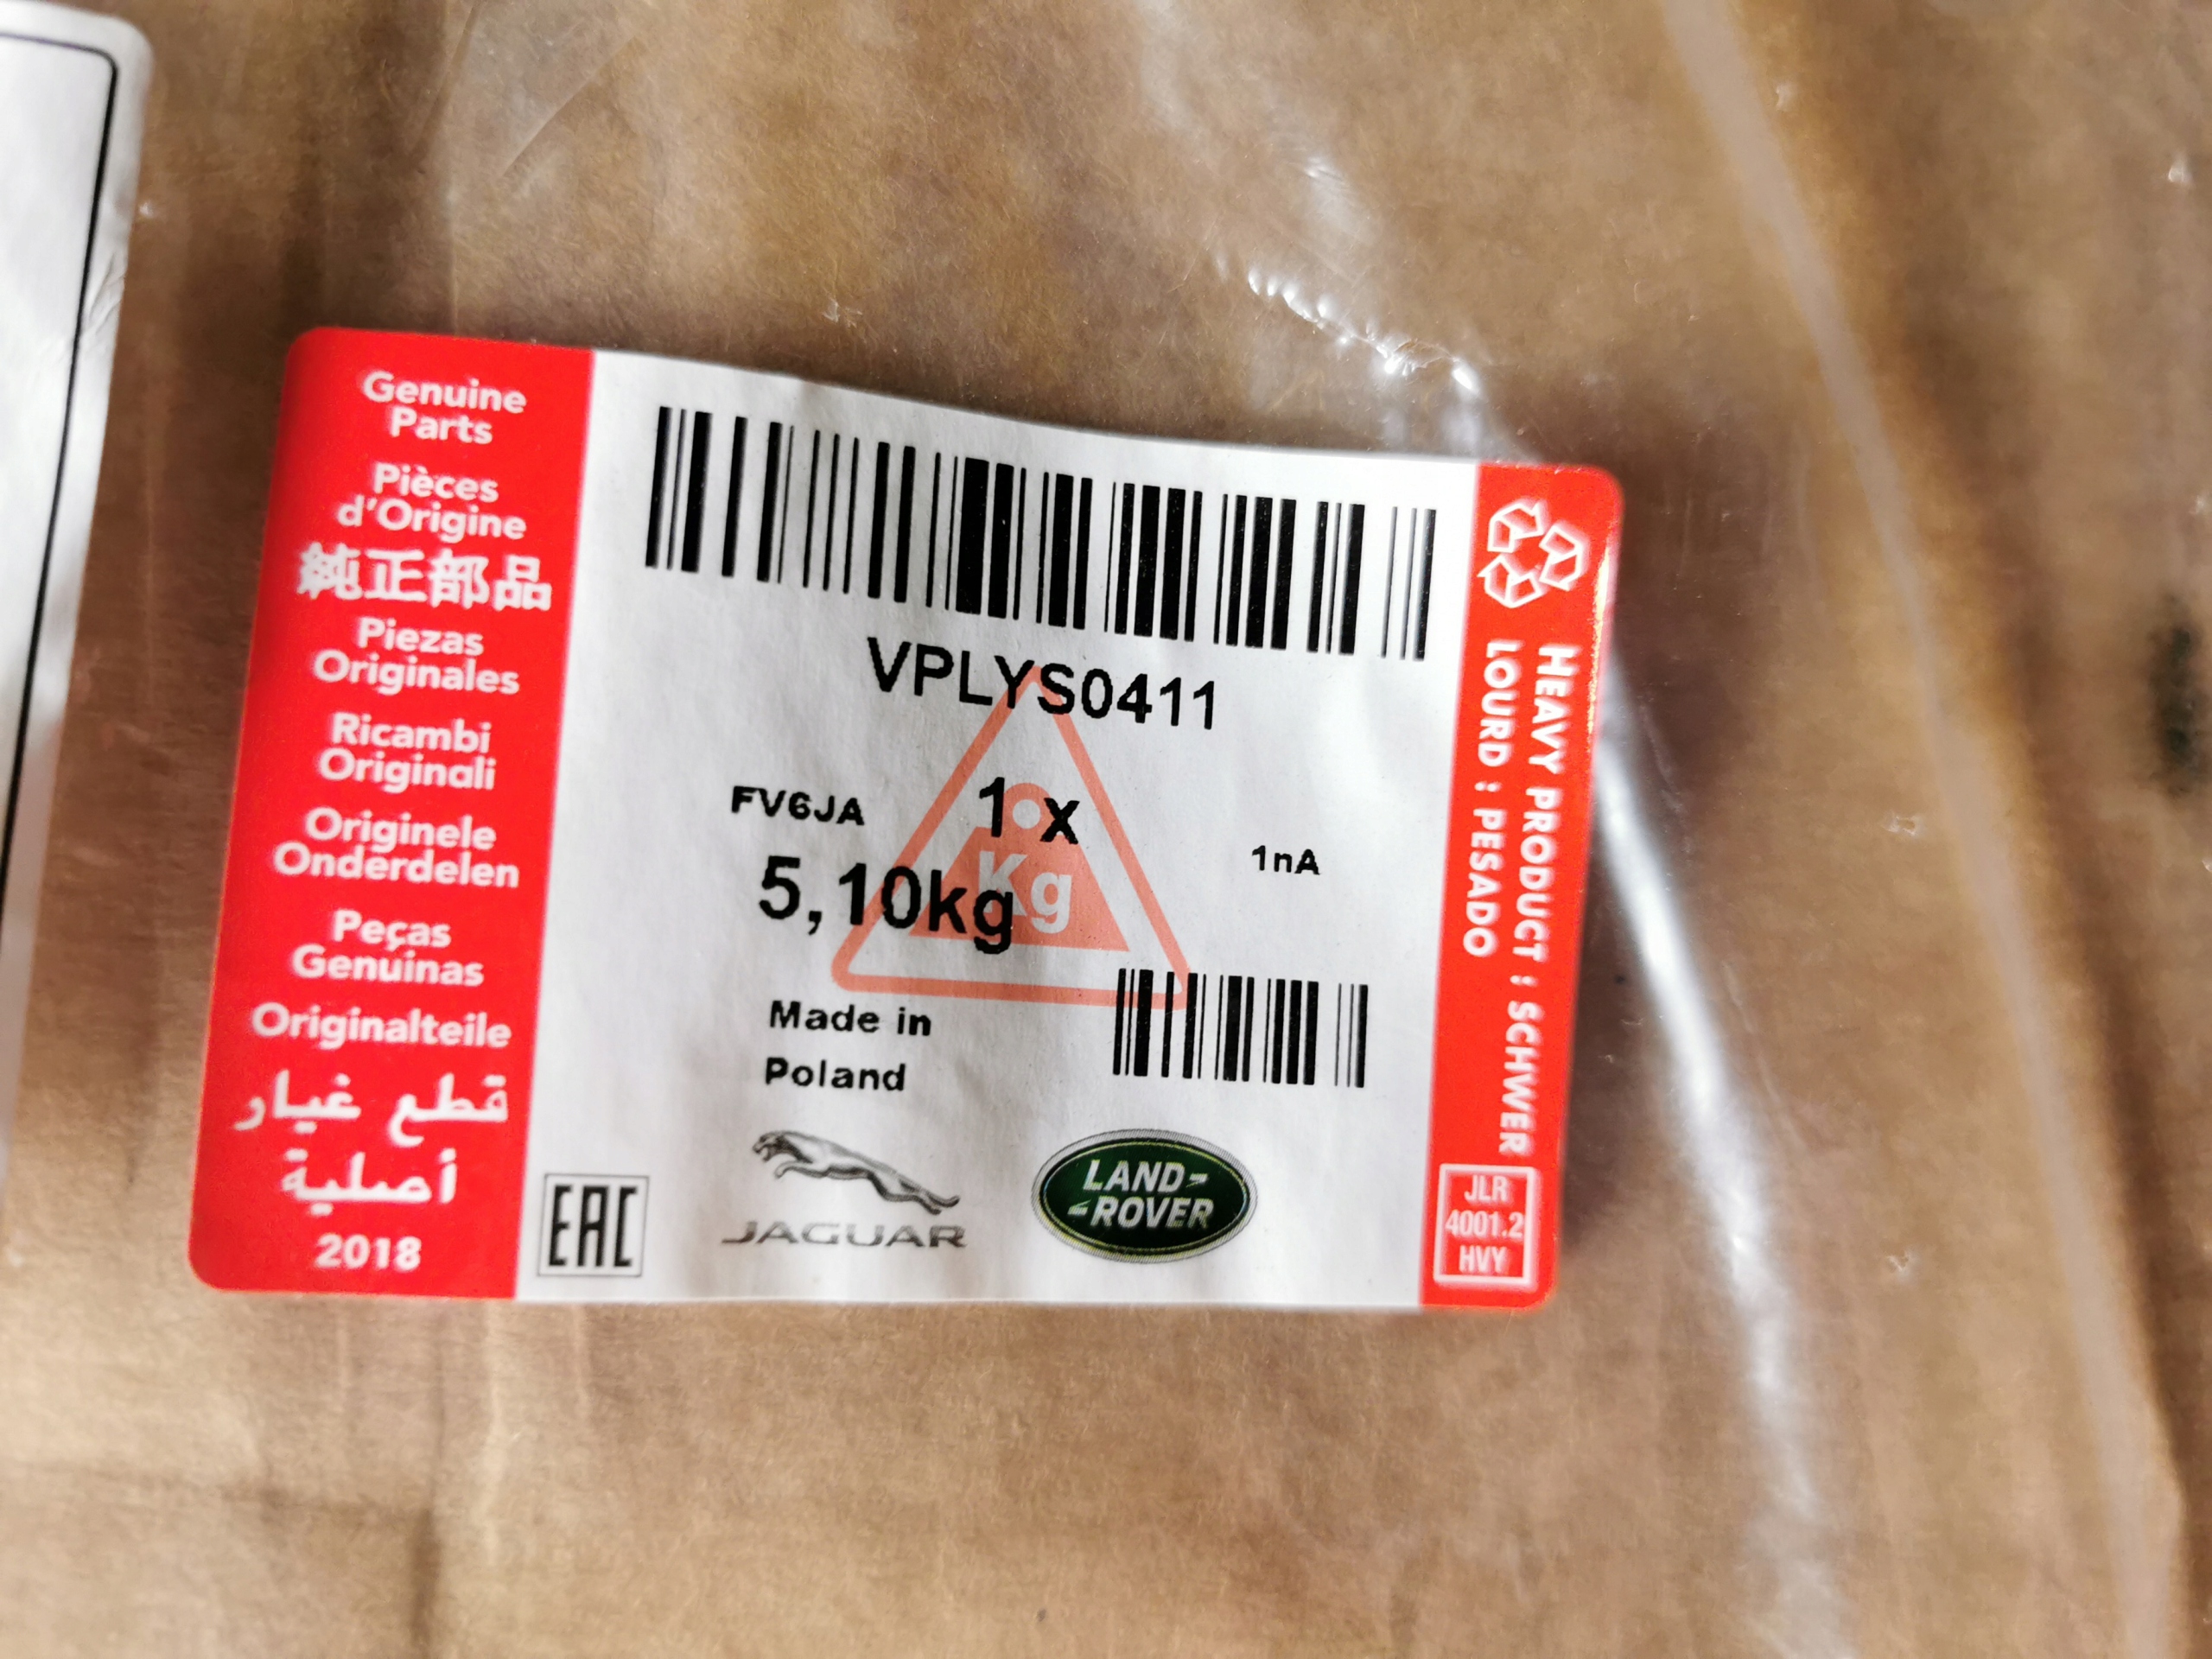 Genuine
Parts
Pièces
d'Origine
純正部品
Piezas
Originales
Ricambi
Originali
Originele
Onderdelen
Peças
Genuínas
Originalteile
قطع غيار
أصلية
2018
VPLYS0411
FV6JA
1 x
1nA
5,10kg
Kg
Made in
Poland
EAC
JAGUAR
LAND-
-ROVER
HEAVY PRODUCT : SCHWER
LOURD : PESADO
JLR
4001.2
HVY